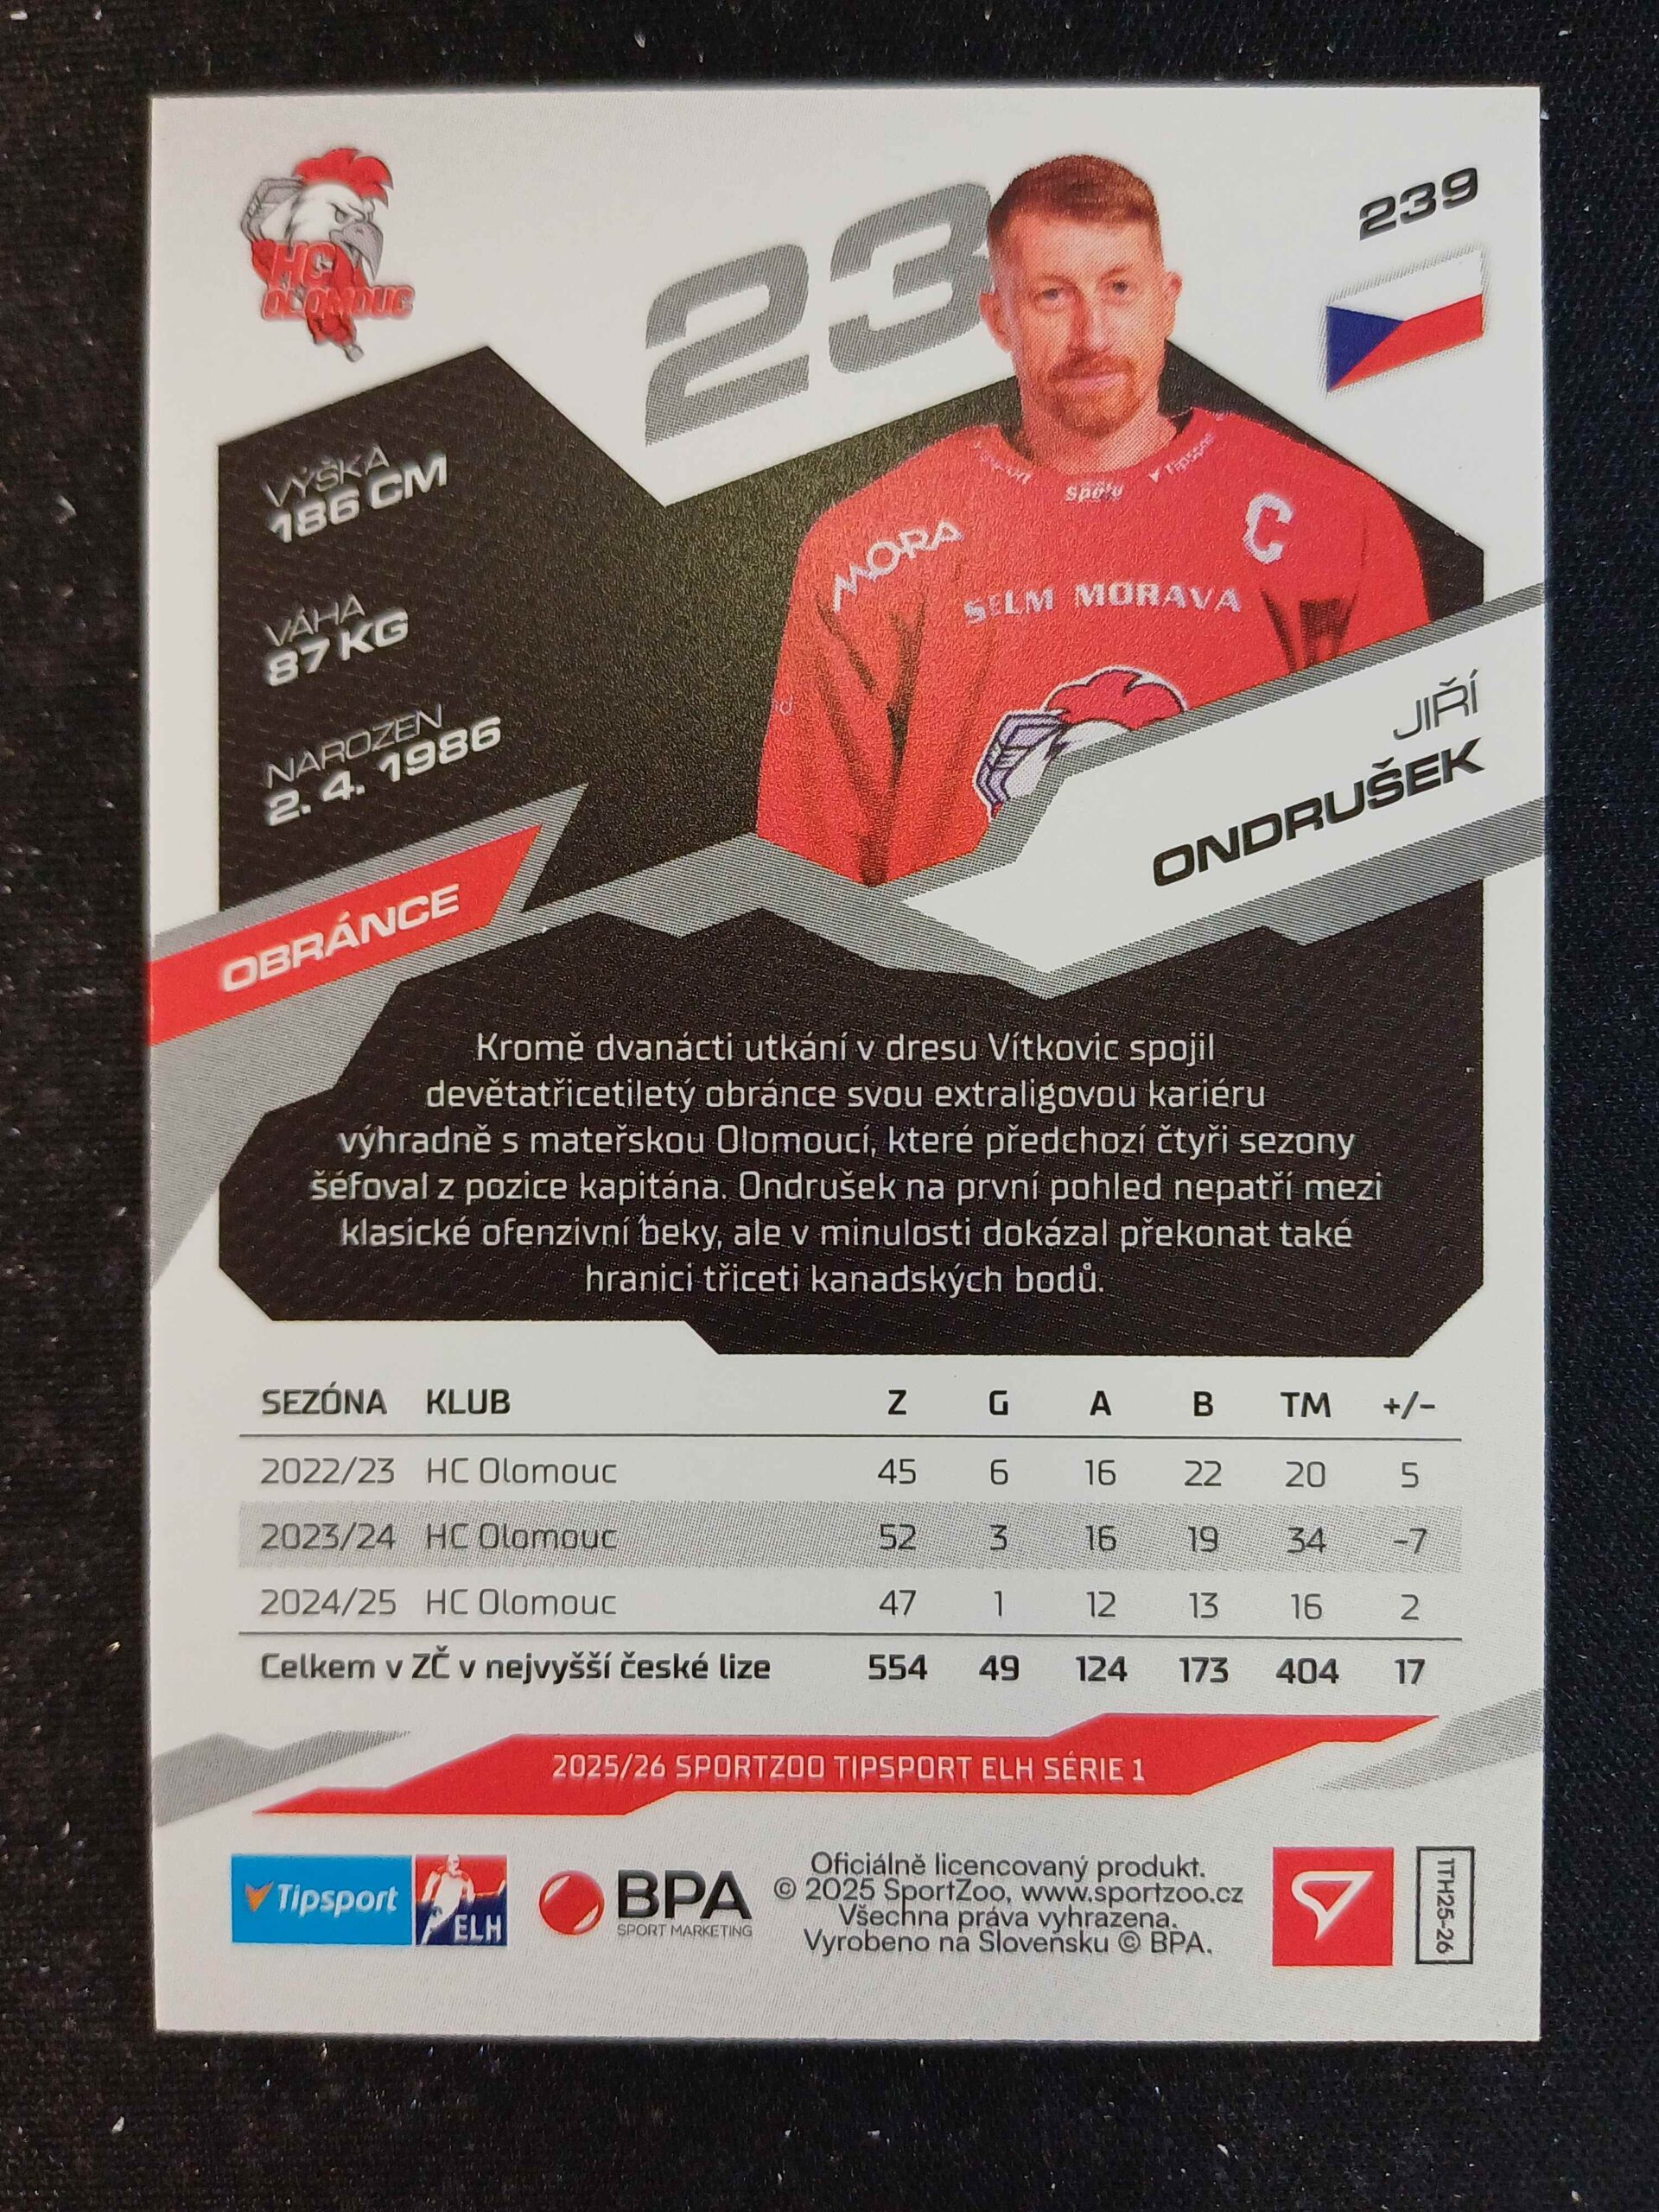 HC
OLOMOUC
23
239
VÝŠKA
186 CM
VÁHA
87 KG
NAROZEN
2. 4. 1986
Spolu
Tipsport
C
MORA
SELM MORAVA
JIŘÍ
ONDRUŠEK
OBRÁNCE
Kromě dvanácti utkání v dresu Vítkovic spojil
devětatřicetiletý obránce svou extraligovou kariéru
výhradně s mateřskou Olomoucí, které předchozí čtyři sezony
šéfoval z pozice kapitána. Ondrušek na první pohled nepatří mezi
klasické ofenzivní beky, ale v minulosti dokázal překonat také
hranici třiceti kanadských bodů.
SEZÓNA KLUB Z G A B TM +/-
2022/23 HC Olomouc 45 6 16 22 20 5
2023/24 HC Olomouc 52 3 16 19 34 -7
2024/25 HC Olomouc 47 1 12 13 16 2
Celkem v ZČ v nejvyšší české lize 554 49 124 173 404 17
2025/26 SPORTZOO TIPSPORT ELH SÉRIE 1
Tipsport
ELH
BPA
SPORT MARKETING
Oficiálně licencovaný produkt.
© 2025 SportZoo, www.sportzoo.cz
Všechna práva vyhrazena.
Vyrobeno na Slovensku © BPA.
1TH25-26